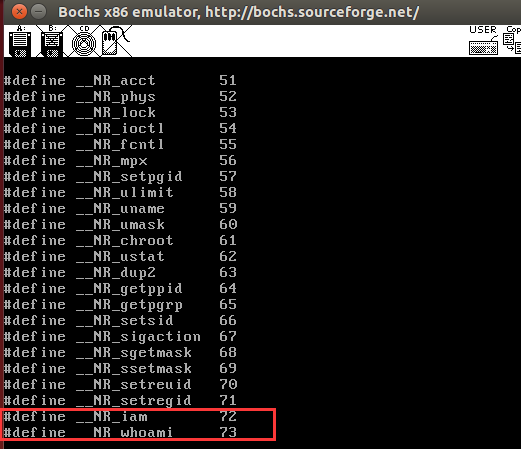 Bochs x86 emulator, http://bochs.sourceforge.net/
A: B: CD USER Cop
#define __NR_acct 51
#define __NR_phys 52
#define __NR_lock 53
#define __NR_ioctl 54
#define __NR_fcntl 55
#define __NR_mpx 56
#define __NR_setpgid 57
#define __NR_ulimit 58
#define __NR_uname 59
#define __NR_umask 60
#define __NR_chroot 61
#define __NR_ustat 62
#define __NR_dup2 63
#define __NR_getppid 64
#define __NR_getpgrp 65
#define __NR_setsid 66
#define __NR_sigaction 67
#define __NR_sgetmask 68
#define __NR_ssetmask 69
#define __NR_setreuid 70
#define __NR_setregid 71
#define __NR_iam 72
#define __NR_whoami 73